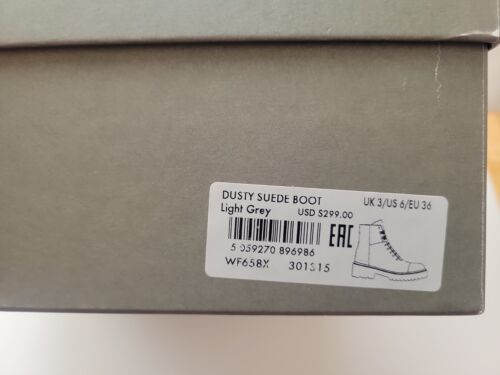 DUSTY SUEDE BOOT UK 3/US 6/EU 36
Light Grey USD $299.00
EAC
5 059270 896986
WF658X 301S15